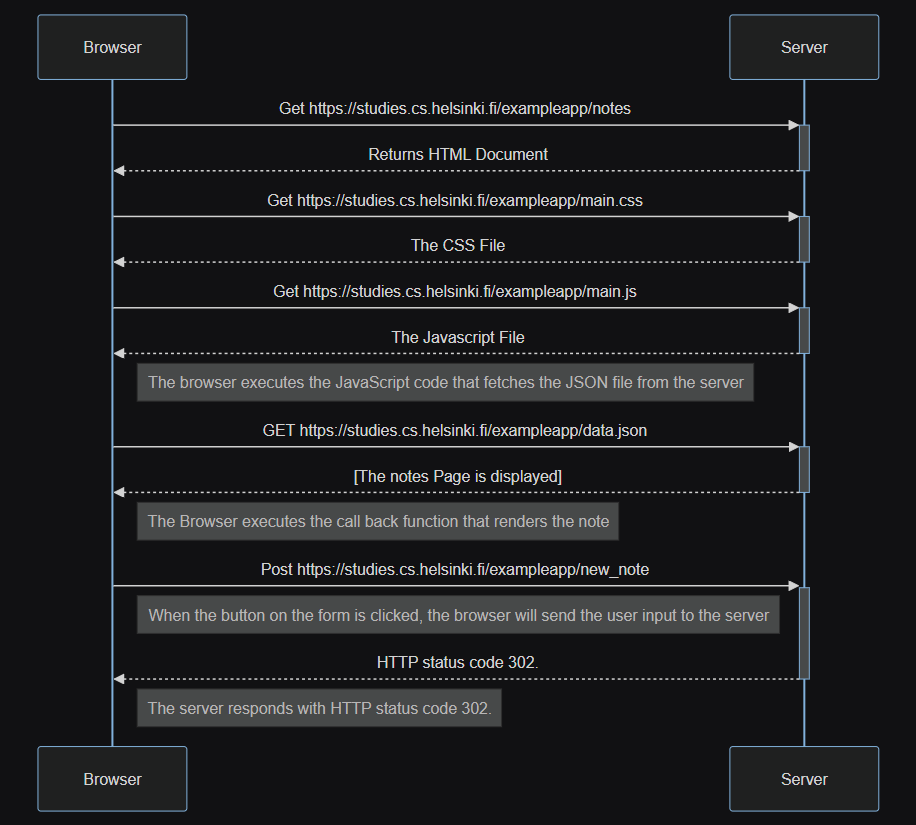 Browser
Server
Get https://studies.cs.helsinki.fi/exampleapp/notes
Returns HTML Document
Get https://studies.cs.helsinki.fi/exampleapp/main.css
The CSS File
Get https://studies.cs.helsinki.fi/exampleapp/main.js
The Javascript File
The browser executes the JavaScript code that fetches the JSON file from the server
GET https://studies.cs.helsinki.fi/exampleapp/data.json
[The notes Page is displayed]
The Browser executes the call back function that renders the note
Post https://studies.cs.helsinki.fi/exampleapp/new_note
When the button on the form is clicked, the browser will send the user input to the server
HTTP status code 302.
The server responds with HTTP status code 302.
Browser
Server